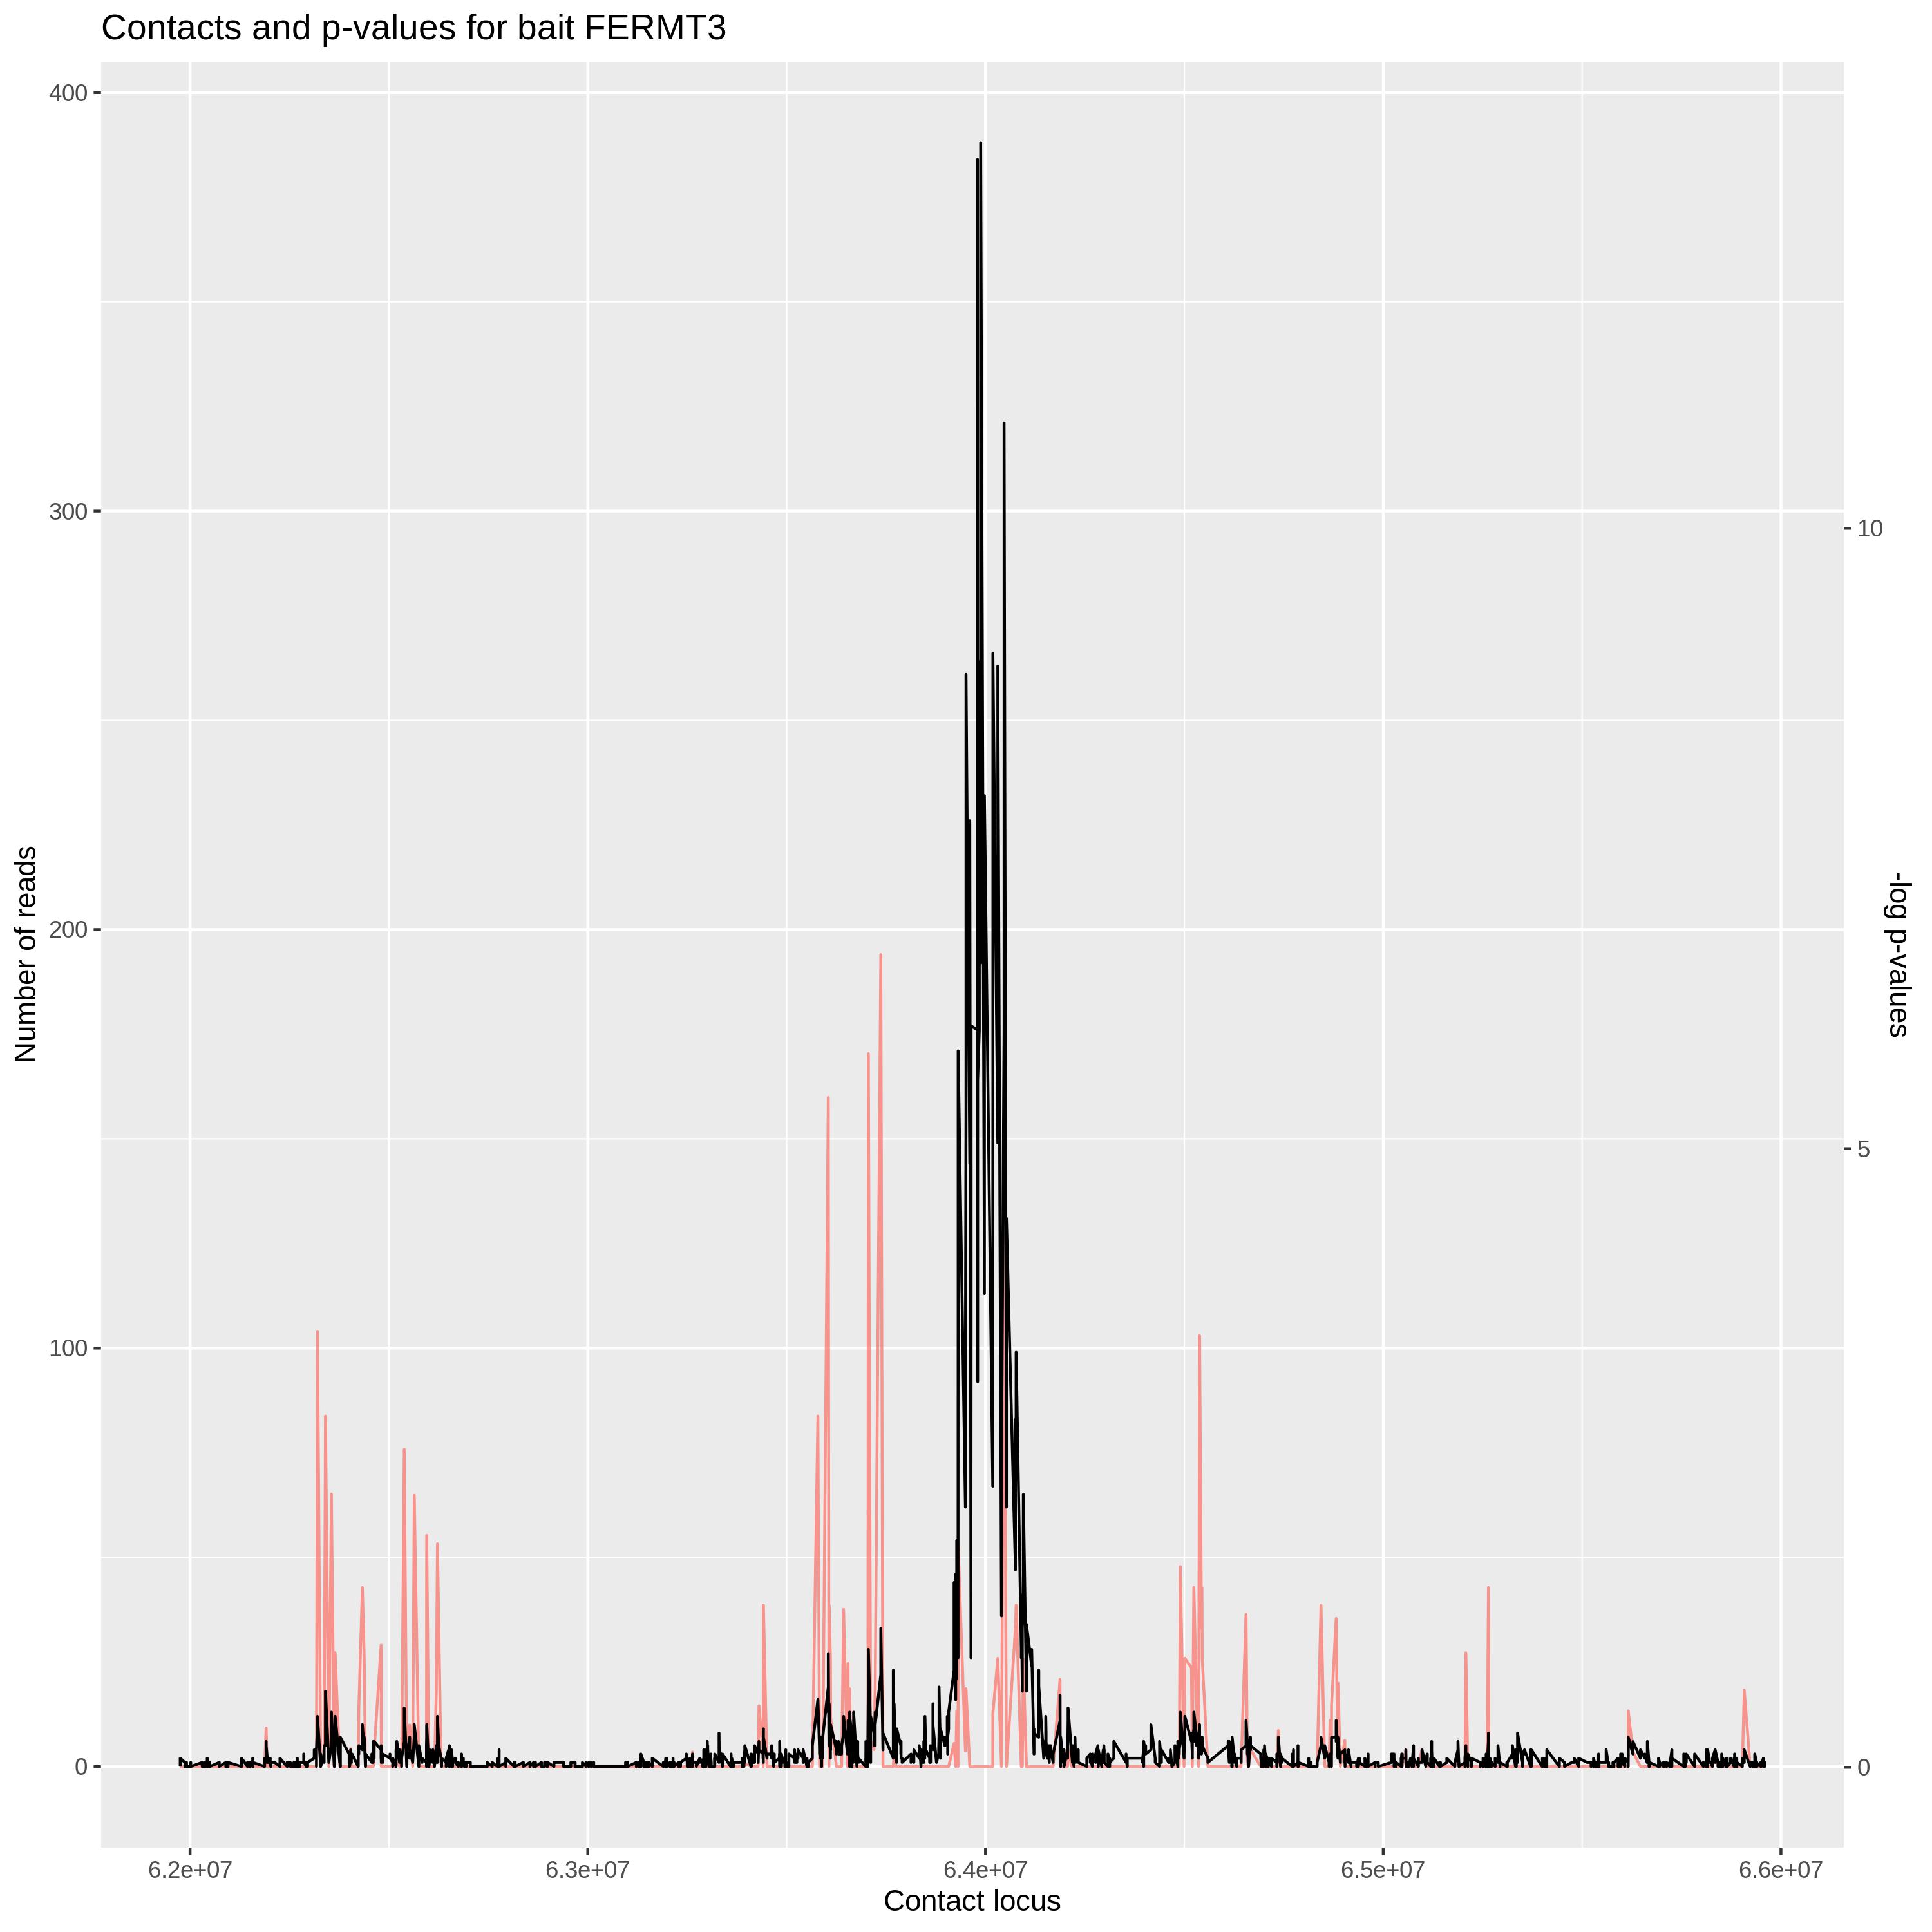 Contacts and p-values for bait FERMT3
400
300
200
100
0
Number of reads
10
5
0
-log p-values
6.2e+07
6.3e+07
6.4e+07
6.5e+07
6.6e+07
Contact locus